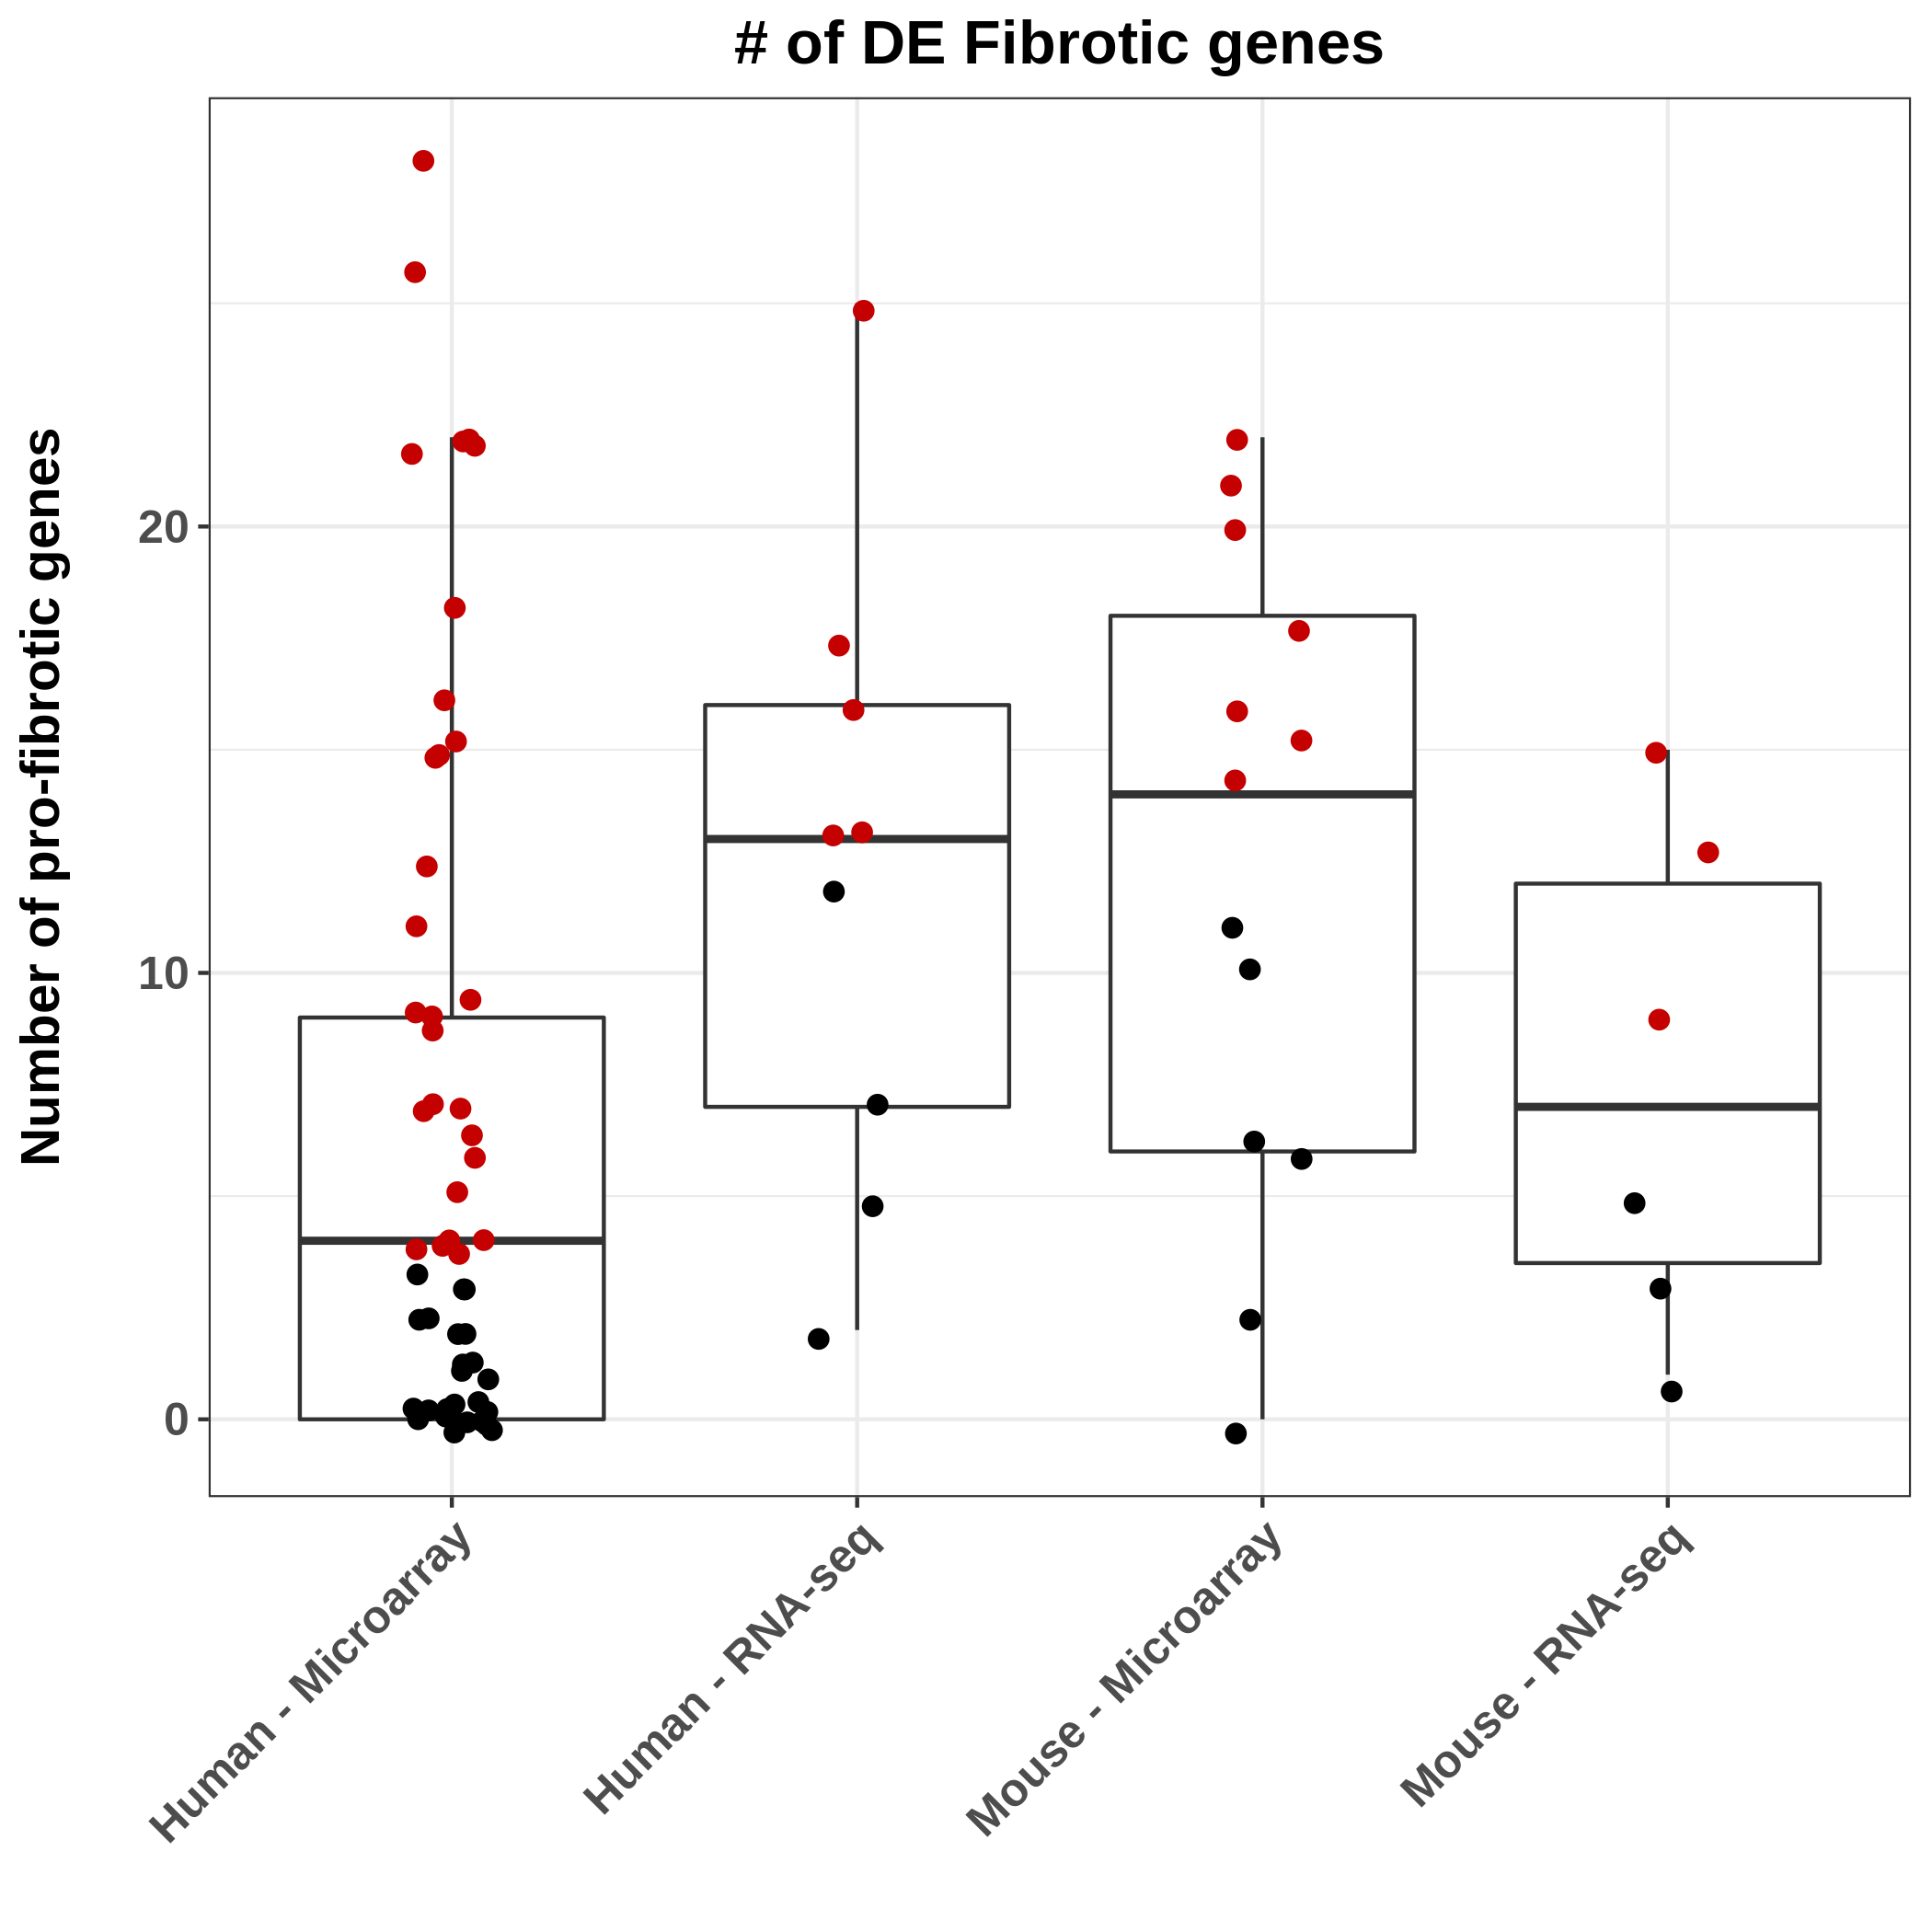 # of DE Fibrotic genes
Number of pro-fibrotic genes
20
10
0
Human - Microarray
Human - RNA-seq
Mouse - Microarray
Mouse - RNA-seq